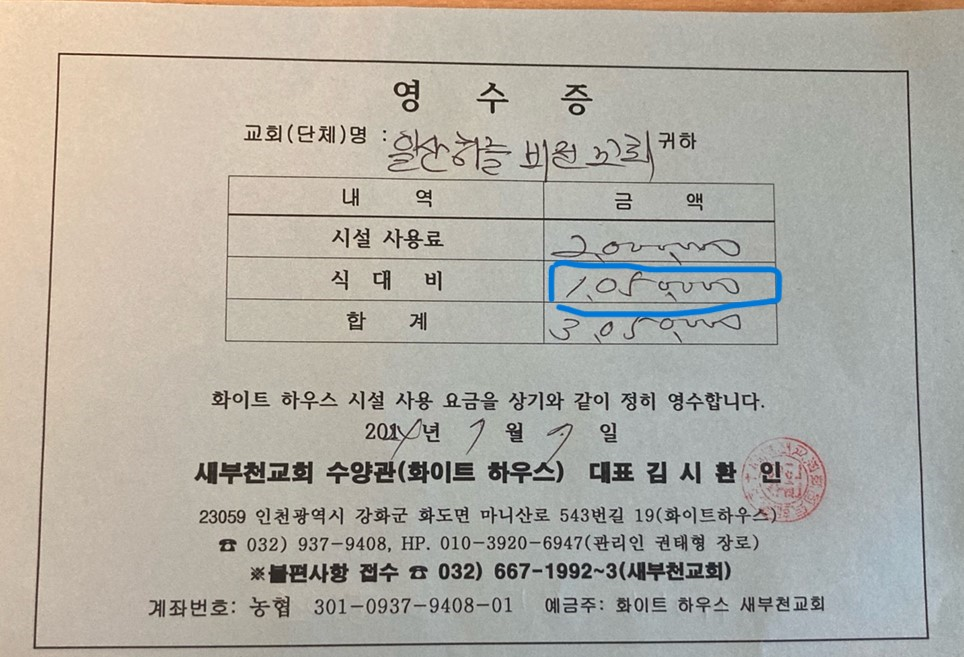 영 수 증
교회(단체)명 : 일산하늘비원교회 귀하
내 역 금 액
시설 사용료 2,000,000
식 대 비 1,050,000
합 계 3,050,000
화이트 하우스 시설 사용 요금을 상기와 같이 정히 영수합니다.
년 월 일
새부천교회 수양관(화이트 하우스) 대표 김 시 환 인
23059 인천광역시 강화군 화도면 마니산로 543번길 19(화이트하우스)
☎ 032) 937-9408, HP. 010-3920-6947(관리인 권태형 장로)
※불편사항 접수 ☎ 032) 667-1992~3(새부천교회)
계좌번호: 농협 301-0937-9408-01 예금주: 화이트 하우스 새부천교회